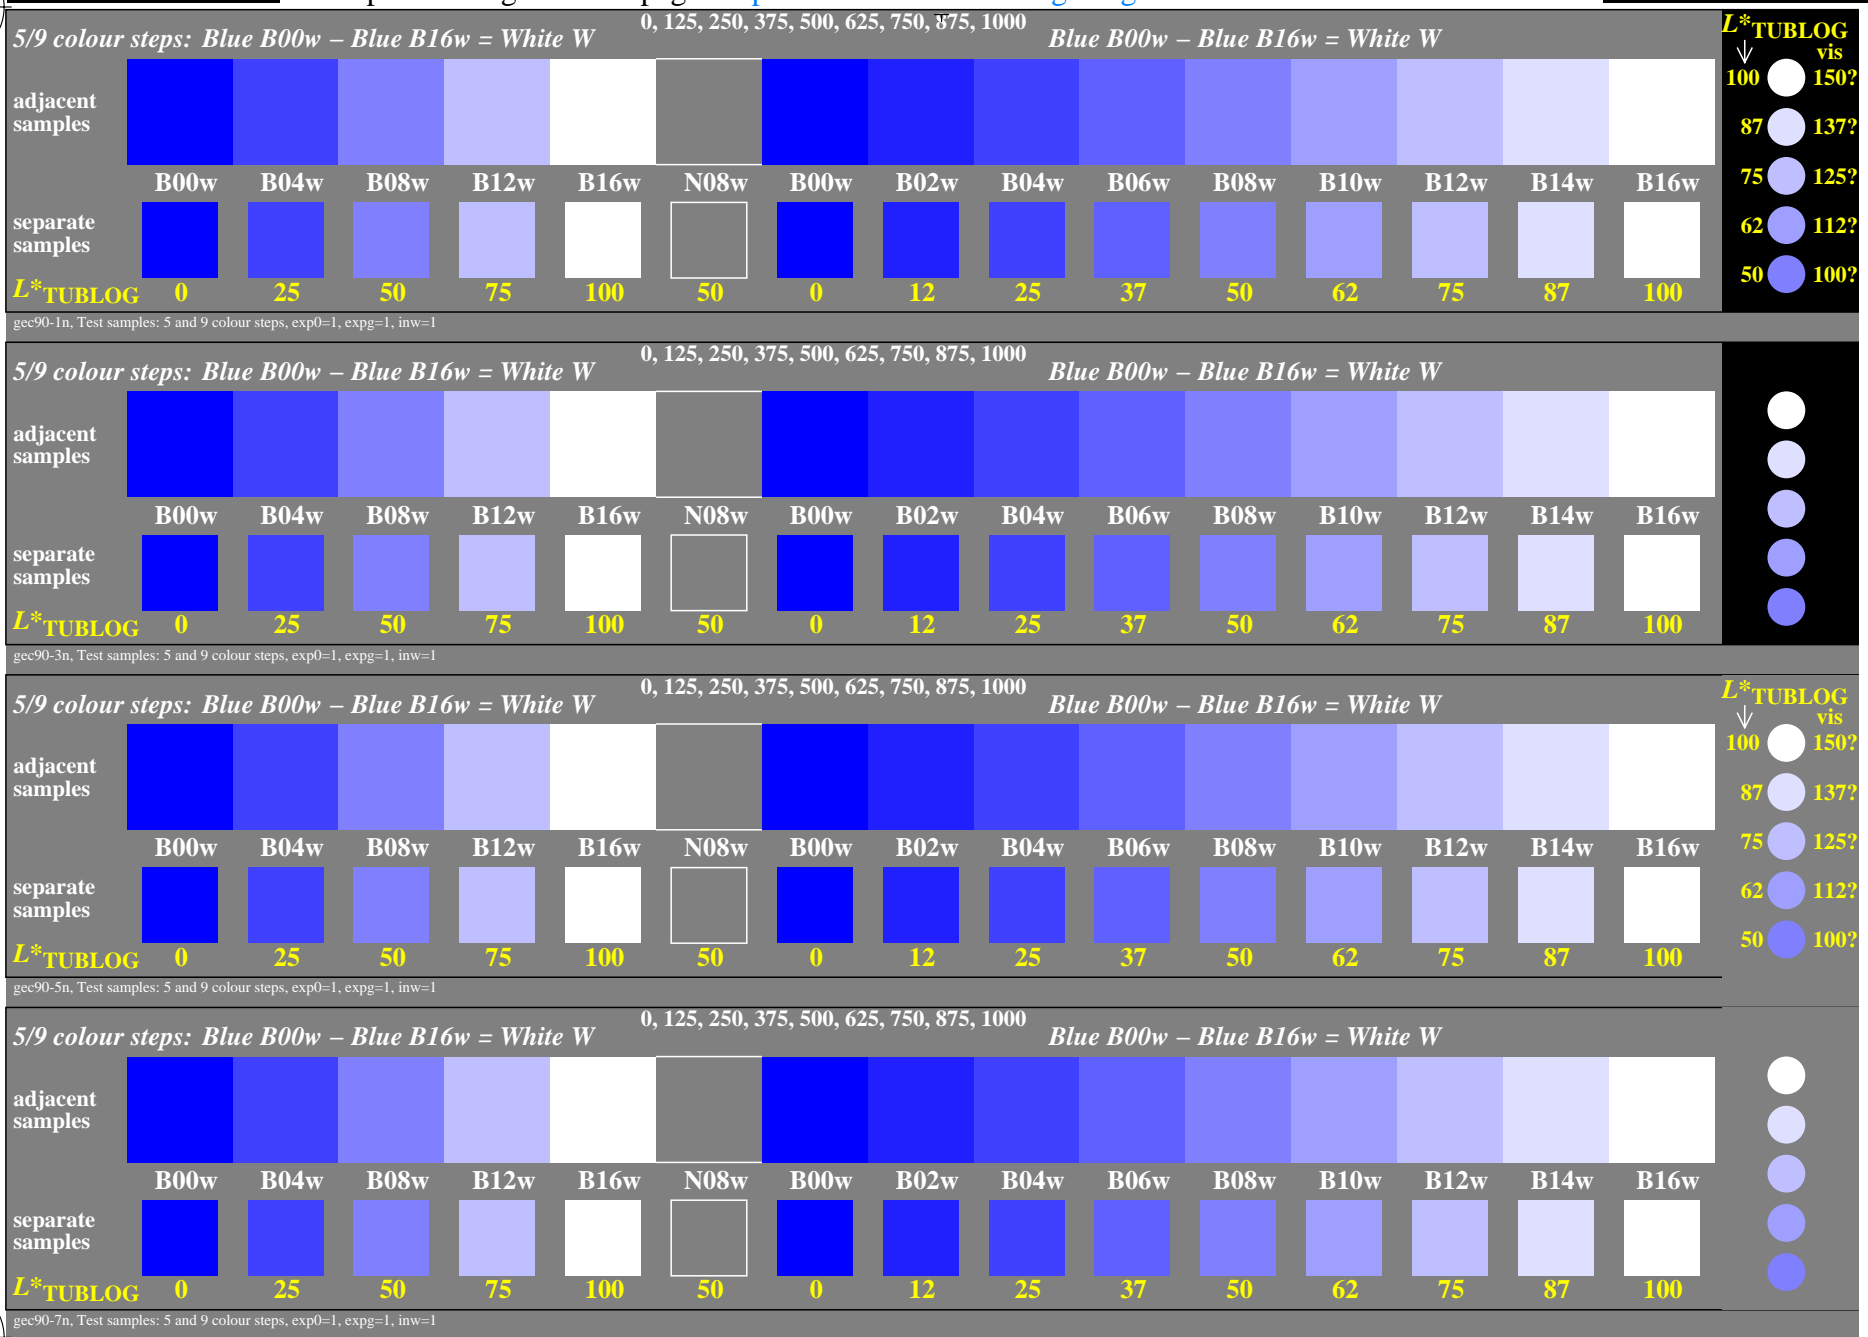 0, 125, 250, 375, 500, 625, 750, 875, 1000
5/9 colour steps: Blue B00w – Blue B16w = White W Blue B00w – Blue B16w = White W
adjacent
samples
B00w B04w B08w B12w B16w N08w B00w B02w B04w B06w B08w B10w B12w B14w B16w
separate
samples
L*TUBLOG 0 25 50 75 100 50 0 12 25 37 50 62 75 87 100
L*TUBLOG
vis
100 150?
87 137?
75 125?
62 112?
50 100?
gec90-1n, Test samples: 5 and 9 colour steps, exp0=1, expg=1, inw=1
0, 125, 250, 375, 500, 625, 750, 875, 1000
5/9 colour steps: Blue B00w – Blue B16w = White W Blue B00w – Blue B16w = White W
adjacent
samples
B00w B04w B08w B12w B16w N08w B00w B02w B04w B06w B08w B10w B12w B14w B16w
separate
samples
L*TUBLOG 0 25 50 75 100 50 0 12 25 37 50 62 75 87 100
gec90-3n, Test samples: 5 and 9 colour steps, exp0=1, expg=1, inw=1
0, 125, 250, 375, 500, 625, 750, 875, 1000
5/9 colour steps: Blue B00w – Blue B16w = White W Blue B00w – Blue B16w = White W
adjacent
samples
B00w B04w B08w B12w B16w N08w B00w B02w B04w B06w B08w B10w B12w B14w B16w
separate
samples
L*TUBLOG 0 25 50 75 100 50 0 12 25 37 50 62 75 87 100
L*TUBLOG
vis
100 150?
87 137?
75 125?
62 112?
50 100?
gec90-5n, Test samples: 5 and 9 colour steps, exp0=1, expg=1, inw=1
0, 125, 250, 375, 500, 625, 750, 875, 1000
5/9 colour steps: Blue B00w – Blue B16w = White W Blue B00w – Blue B16w = White W
adjacent
samples
B00w B04w B08w B12w B16w N08w B00w B02w B04w B06w B08w B10w B12w B14w B16w
separate
samples
L*TUBLOG 0 25 50 75 100 50 0 12 25 37 50 62 75 87 100
gec90-7n, Test samples: 5 and 9 colour steps, exp0=1, expg=1, inw=1